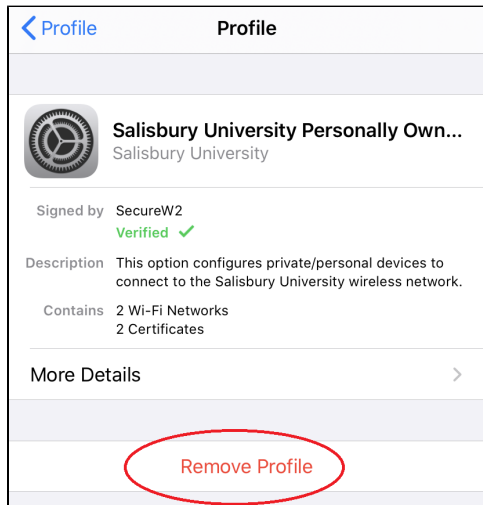 Profile
Profile
Salisbury University Personally Own...
Salisbury University
Signed by SecureW2
Verified
Description This option configures private/personal devices to
connect to the Salisbury University wireless network.
Contains 2 Wi-Fi Networks
2 Certificates
More Details
Remove Profile